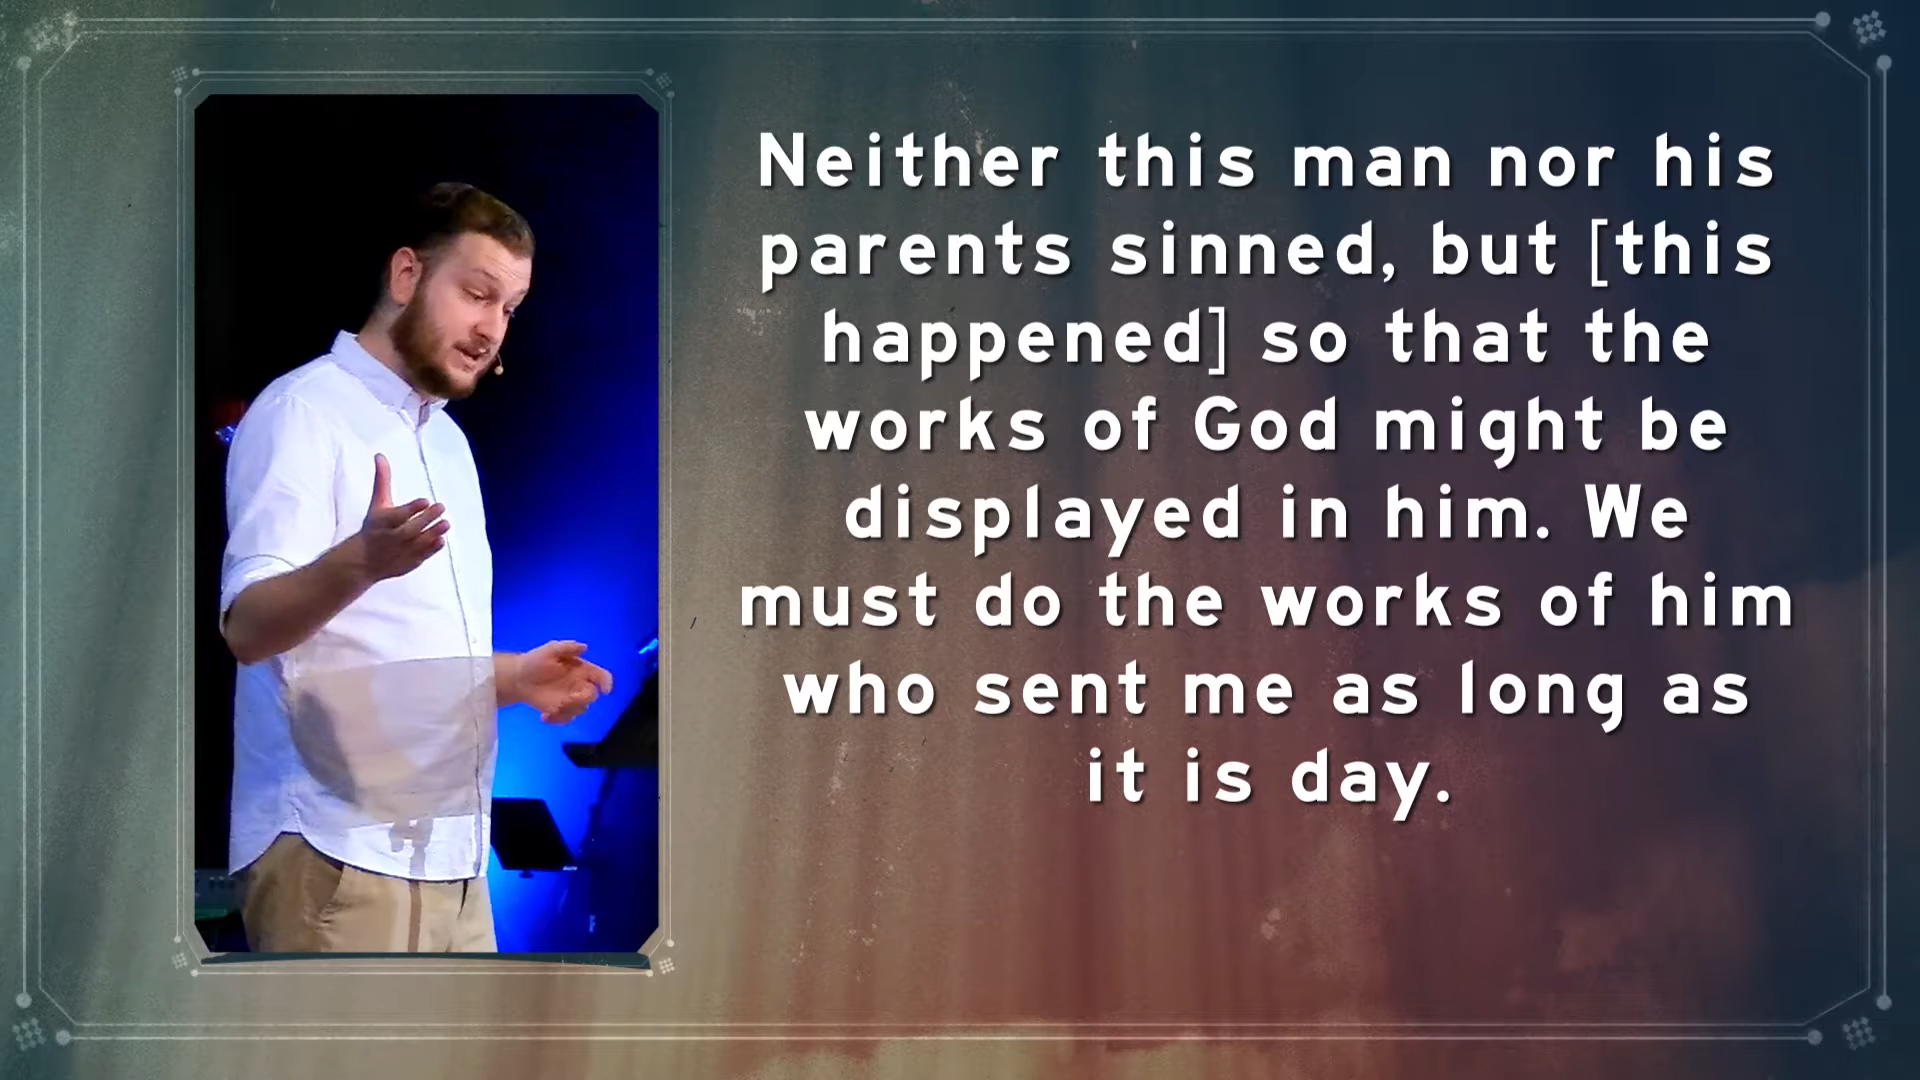 Neither this man nor his
parents sinned, but [this
happened] so that the
works of God might be
displayed in him. We
must do the works of him
who sent me as long as
it is day.